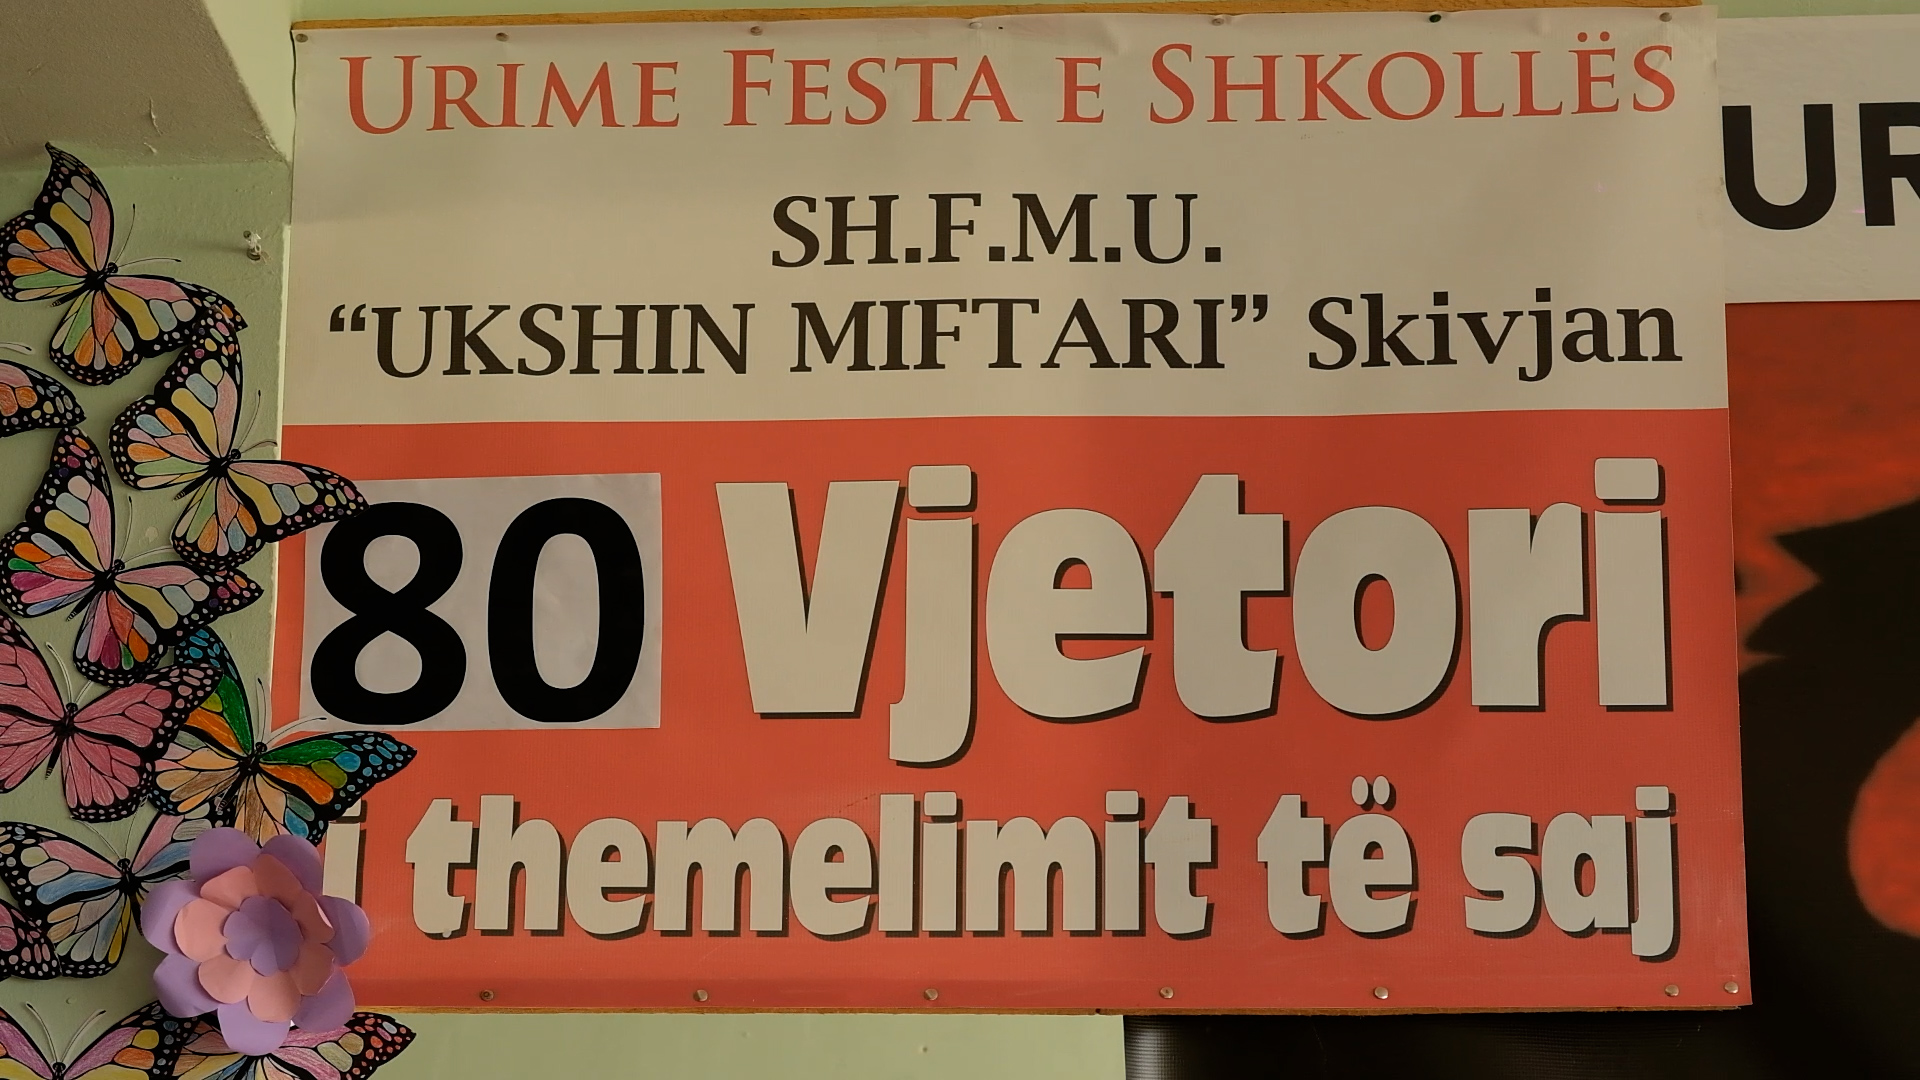 URIME FESTA E SHKOLLËS
SH.F.M.U.
“UKSHIN MIFTARI” Skivjan
80 Vjetori
i themelimit të saj